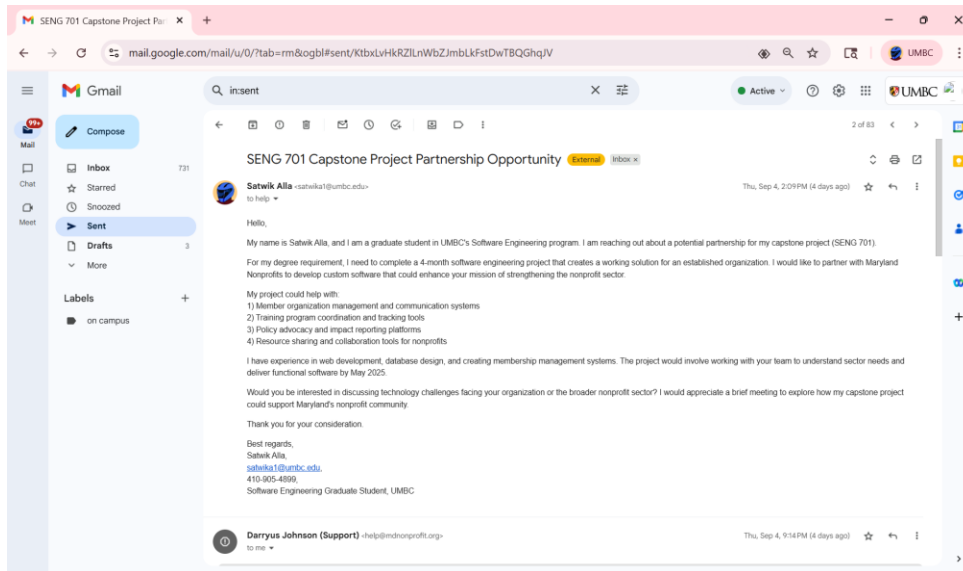 SENG 701 Capstone Project Par
mail.google.com/mail/u/0/?tab=rm&ogbl#sent/KtbxLvHkRZlLnWbZJmbLkFstDwTBQGhqJV
UMBC
Gmail
in:sent
Active
UMBC
99+
Mail
Chat
Meet
Compose
Inbox 731
Starred
Snoozed
Sent
Drafts 3
More
Labels
on campus
2 of 83
SENG 701 Capstone Project Partnership Opportunity External Inbox x
Satwik Alla <satwika1@umbc.edu> Thu, Sep 4, 2:09 PM (4 days ago)
to help
Hello,
My name is Satwik Alla, and I am a graduate student in UMBC's Software Engineering program. I am reaching out about a potential partnership for my capstone project (SENG 701).
For my degree requirement, I need to complete a 4-month software engineering project that creates a working solution for an established organization. I would like to partner with Maryland
Nonprofits to develop custom software that could enhance your mission of strengthening the nonprofit sector.
My project could help with:
1) Member organization management and communication systems
2) Training program coordination and tracking tools
3) Policy advocacy and impact reporting platforms
4) Resource sharing and collaboration tools for nonprofits
I have experience in web development, database design, and creating membership management systems. The project would involve working with your team to understand sector needs and
deliver functional software by May 2025.
Would you be interested in discussing technology challenges facing your organization or the broader nonprofit sector? I would appreciate a brief meeting to explore how my capstone project
could support Maryland's nonprofit community.
Thank you for your consideration.
Best regards,
Satwik Alla,
satwika1@umbc.edu,
410-905-4899,
Software Engineering Graduate Student, UMBC
Darryus Johnson (Support) <help@mdnonprofit.org> Thu, Sep 4, 9:14 PM (4 days ago)
to me